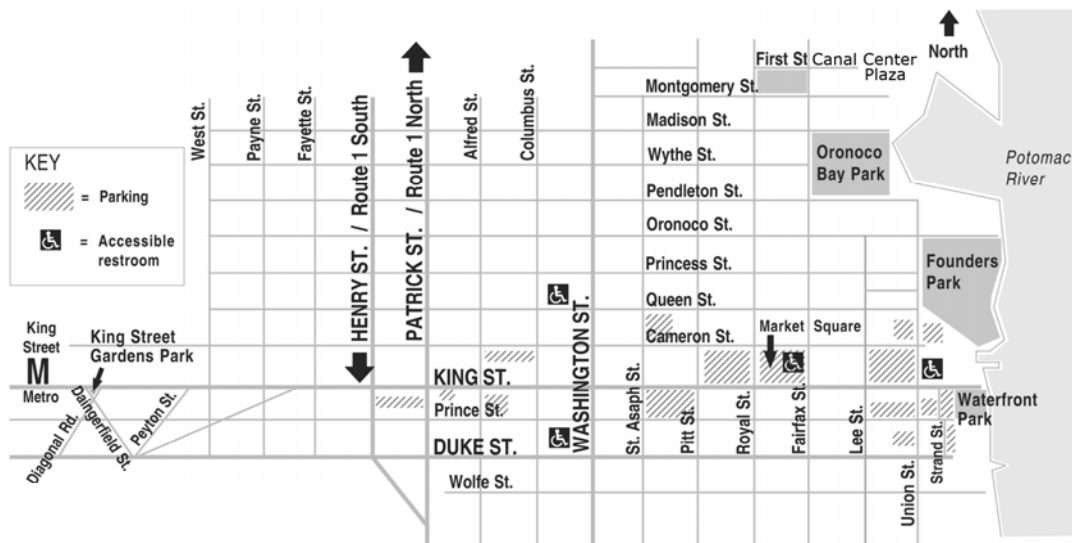 North
First St
Canal Center
Plaza
Montgomery St.
Madison St.
Wythe St.
Pendleton St.
Oronoco St.
Princess St.
Queen St.
Cameron St.
West St.
Payne St.
Fayette St.
HENRY ST. / Route 1 South
PATRICK ST. / Route 1 North
Alfred St.
Columbus St.
WASHINGTON ST.
KEY
= Parking
= Accessible
restroom
Oronoco
Bay Park
Potomac
River
Founders
Park
Market Square
King
Street
M
Metro
King Street
Gardens Park
KING ST.
Prince St.
DUKE ST.
Wolfe St.
Diagonal Rd.
Daingerfield St.
Peyton St.
St. Asaph St.
Pitt St.
Royal St.
Fairfax St.
Lee St.
Union St.
Strand St.
Waterfront
Park